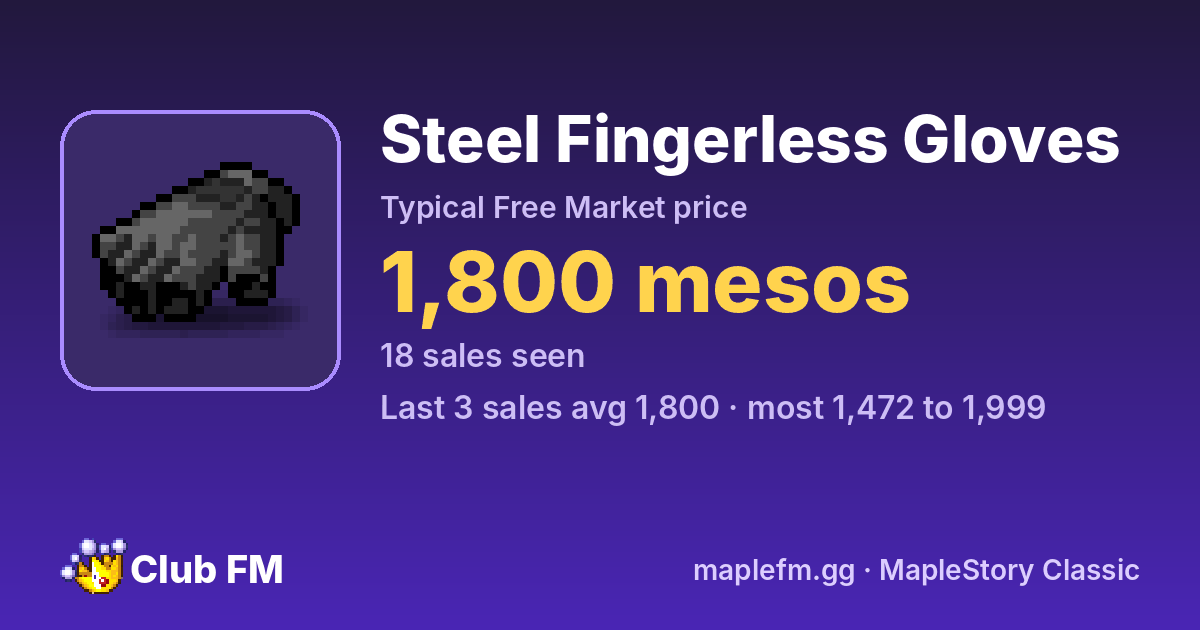 Steel Fingerless Gloves
Typical Free Market price
1,800 mesos
18 sales seen
Last 3 sales avg 1,800 · most 1,472 to 1,999
Club FM
maplefm.gg · MapleStory Classic